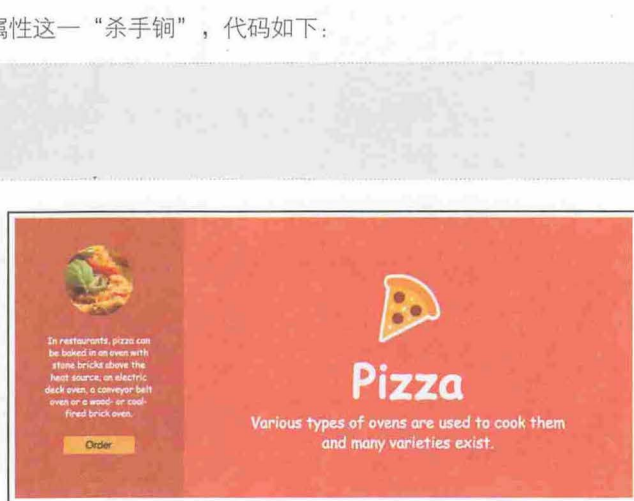 属性这一“杀手锏”，代码如下：
In restaurants, pizza can
be baked in an oven with
stone bricks above the
heat source, an electric
deck oven, a conveyor belt
oven or a wood- or coal-
fired brick oven.
Order
Pizza
Various types of ovens are used to cook them
and many varieties exist.